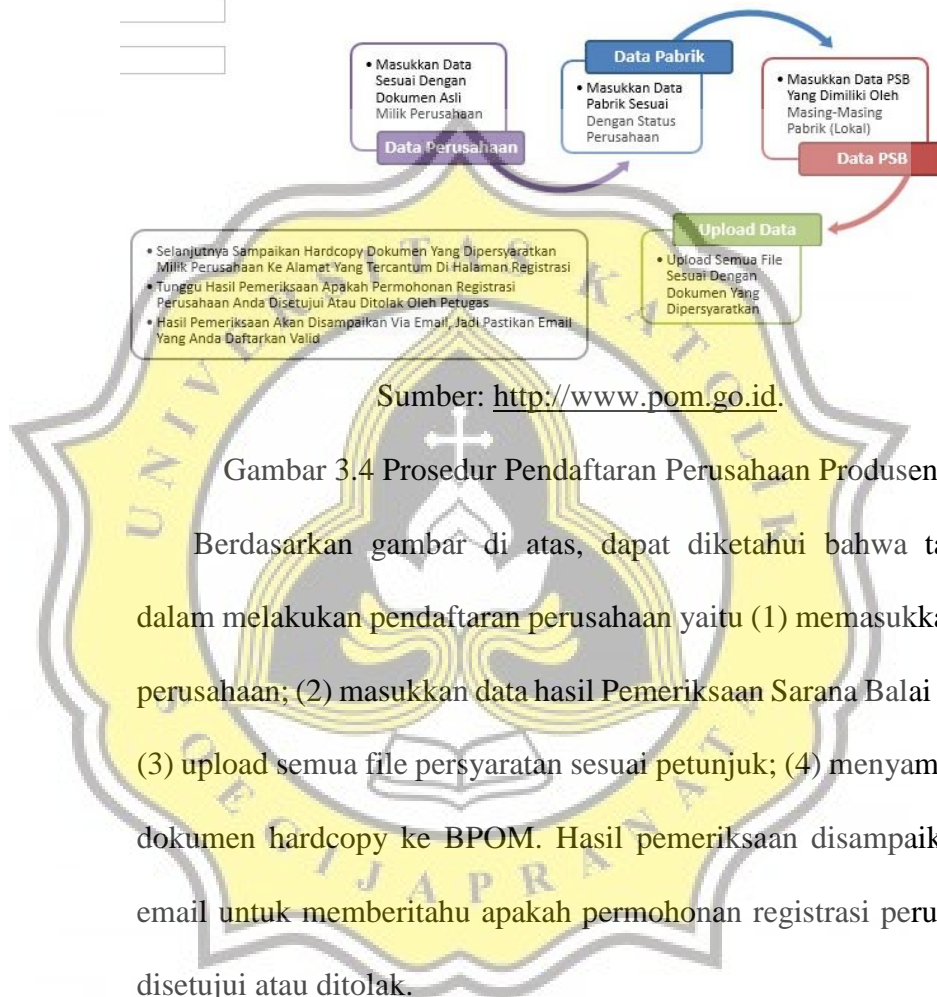 • Masukkan Data
Sesuai Dengan
Dokumen Asli
Milik Perusahaan
Data Perusahaan
Data Pabrik
• Masukkan Data
Pabrik Sesuai
Dengan Status
Perusahaan
• Masukkan Data PSB
Yang Dimiliki Oleh
Masing-Masing
Pabrik (Lokal)
Data PSB
Upload Data
• Upload Semua File
Sesuai Dengan
Dokumen Yang
Dipersyaratkan
• Selanjutnya Sampaikan Hardcopy Dokumen Yang Dipersyaratkan
Milik Perusahaan Ke Alamat Yang Tercantum Di Halaman Registrasi
• Tunggu Hasil Pemeriksaan Apakah Permohonan Registrasi
Perusahaan Anda Disetujui Atau Ditolak Oleh Petugas
• Hasil Pemeriksaan Akan Disampaikan Via Email, Jadi Pastikan Email
Yang Anda Daftarkan Valid
Sumber: http://www.pom.go.id.
Gambar 3.4 Prosedur Pendaftaran Perusahaan Produsen
Berdasarkan gambar di atas, dapat diketahui bahwa ta
dalam melakukan pendaftaran perusahaan yaitu (1) memasukka
perusahaan; (2) masukkan data hasil Pemeriksaan Sarana Balai
(3) upload semua file persyaratan sesuai petunjuk; (4) menyam
dokumen hardcopy ke BPOM. Hasil pemeriksaan disampaik
email untuk memberitahu apakah permohonan registrasi peru
disetujui atau ditolak.
UNIVERSITAS KATOLIK
SOEGIJAPRANATA